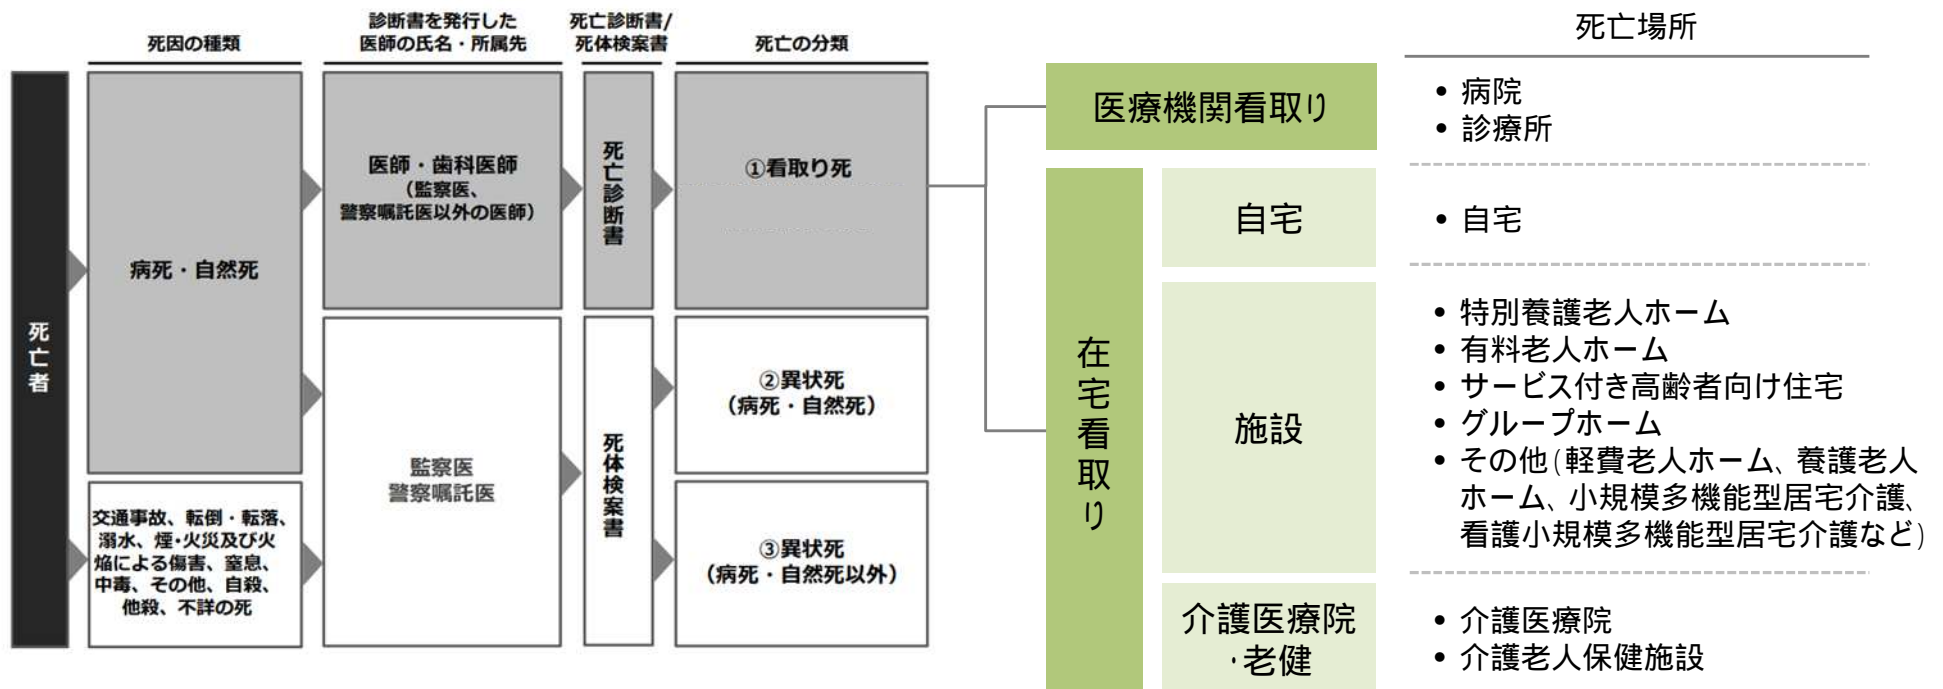 死因の種類
診断書を発行した
医師の氏名・所属先
死亡診断書/
死体検案書
死亡の分類
死亡場所
死亡者
病死・自然死
交通事故、転倒・転落、
溺水、煙・火災及び火
焔による傷害、窒息、
中毒、その他、自殺、
他殺、不詳の死
医師・歯科医師
（監察医、
警察嘱託医以外の医師）
監察医
警察嘱託医
死亡診断書
死体検案書
①看取り死
②異状死
（病死・自然死）
③異状死
（病死・自然死以外）
医療機関看取り
• 病院
• 診療所
在宅看取り
自宅
• 自宅
施設
• 特別養護老人ホーム
• 有料老人ホーム
• サービス付き高齢者向け住宅
• グループホーム
• その他（軽費老人ホーム、養護老人
ホーム、小規模多機能型居宅介護、
看護小規模多機能型居宅介護など）
介護医療院
・老健
• 介護医療院
• 介護老人保健施設